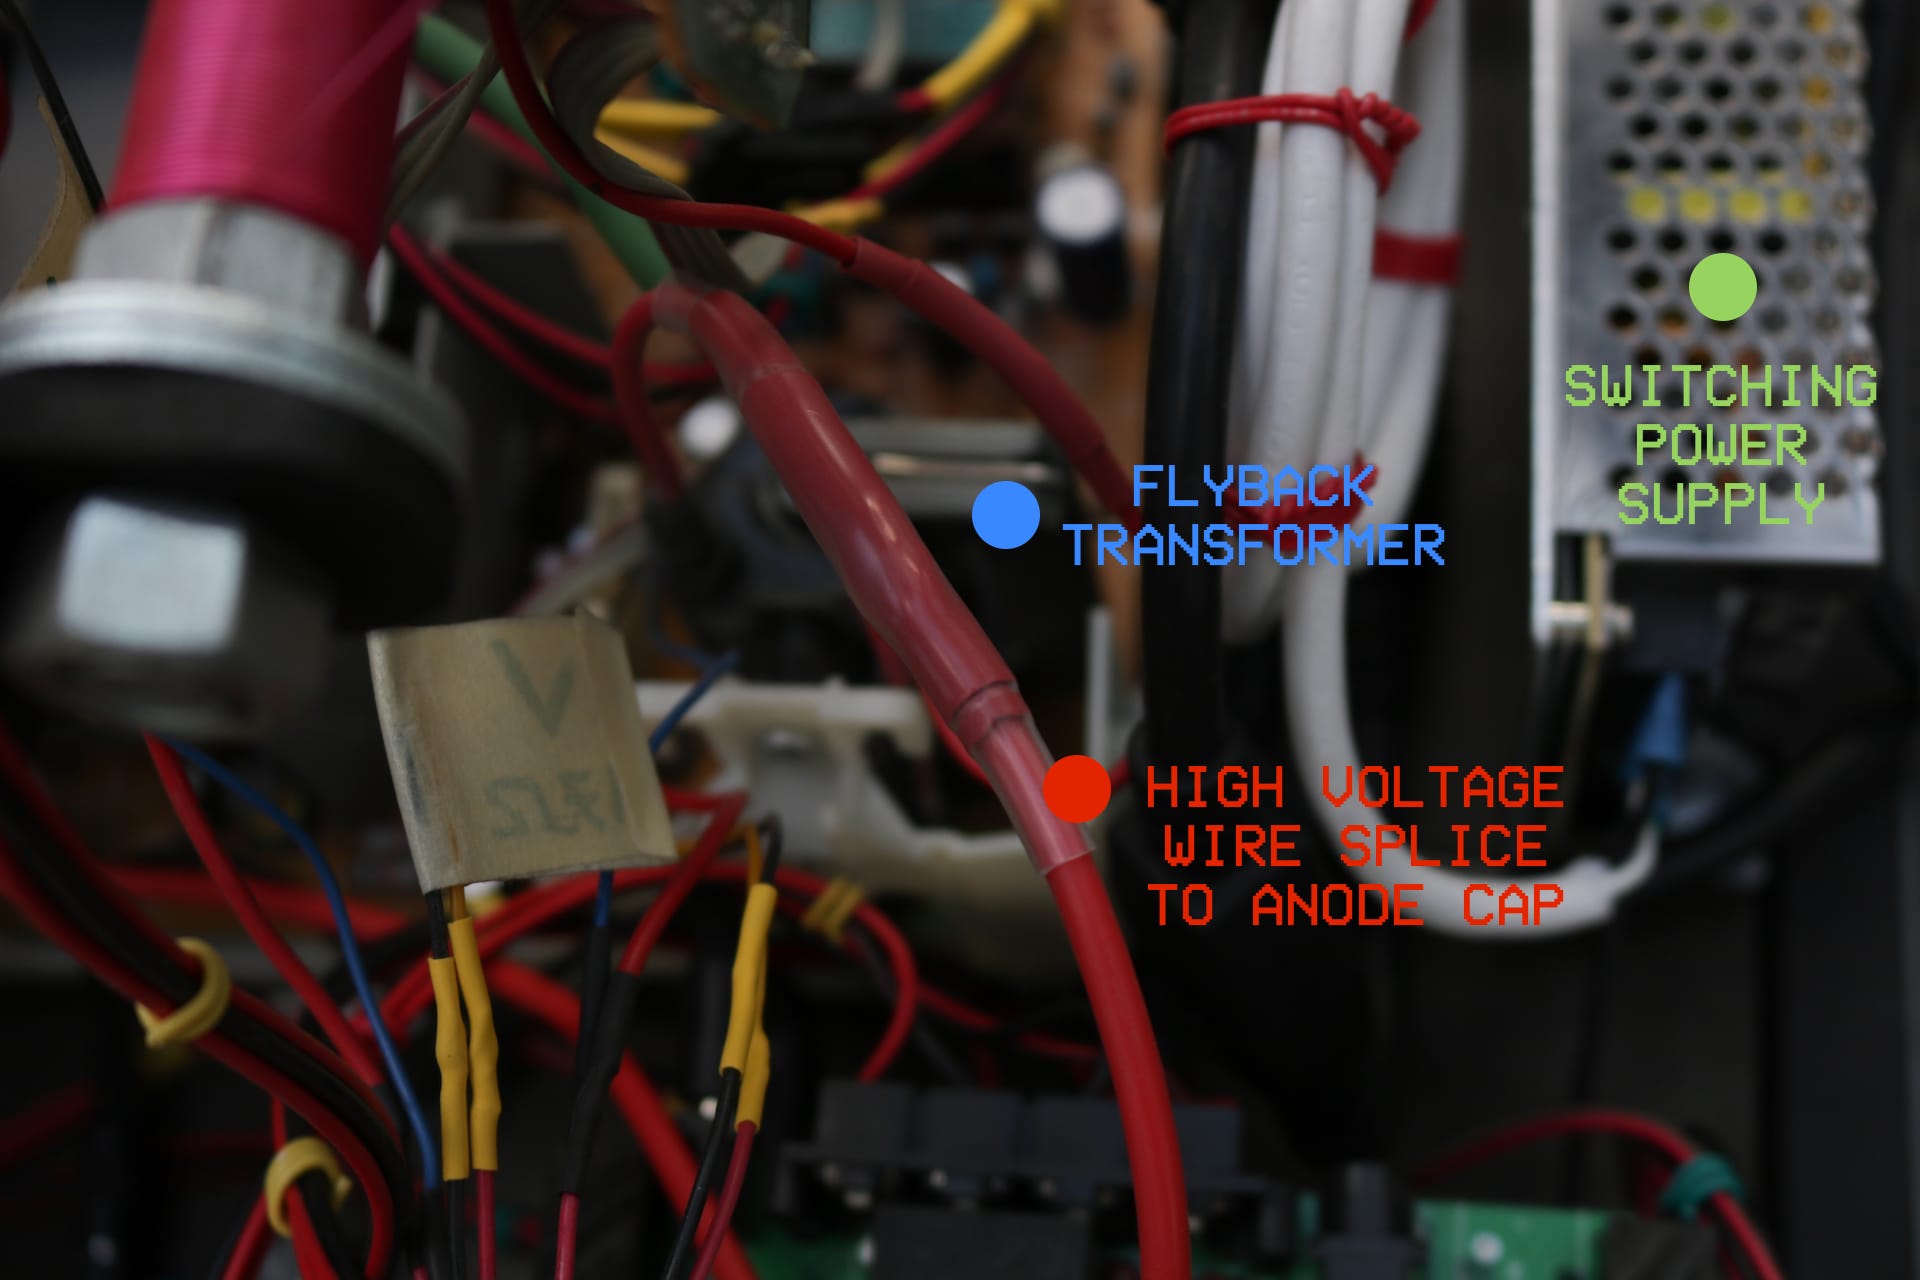 SWITCHING
POWER
SUPPLY
FLYBACK
TRANSFORMER
HIGH VOLTAGE
WIRE SPLICE
TO ANODE CAP
V